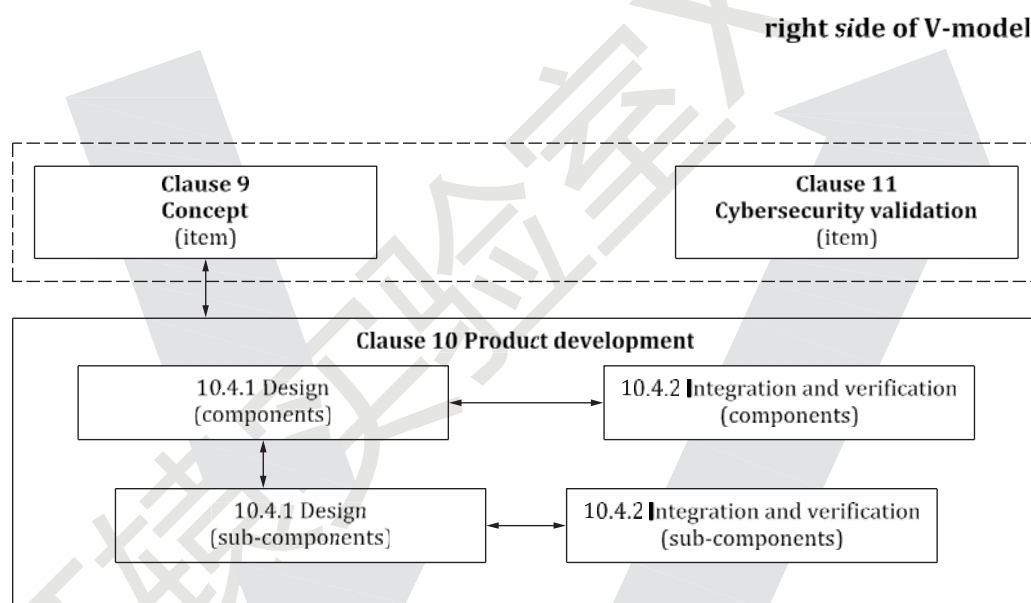 right side of V-model
Clause 9
Concept
(item)
Clause 11
Cybersecurity validation
(item)
Clause 10 Product development
10.4.1 Design
(components)
10.4.2 Integration and verification
(components)
10.4.1 Design
(sub-components)
10.4.2 Integration and verification
(sub-components)